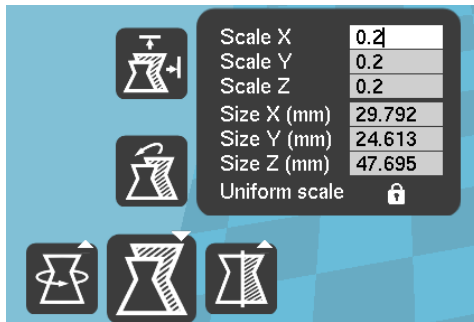 Scale X 0.2
Scale Y 0.2
Scale Z 0.2
Size X (mm) 29.792
Size Y (mm) 24.613
Size Z (mm) 47.695
Uniform scale